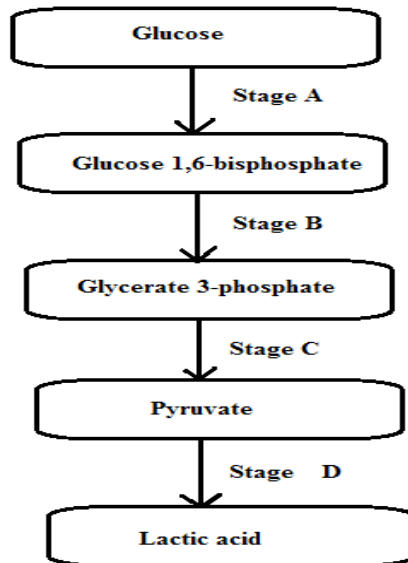 Glucose
Stage A
Glucose 1,6-bisphosphate
Stage B
Glycerate 3-phosphate
Stage C
Pyruvate
Stage D
Lactic acid